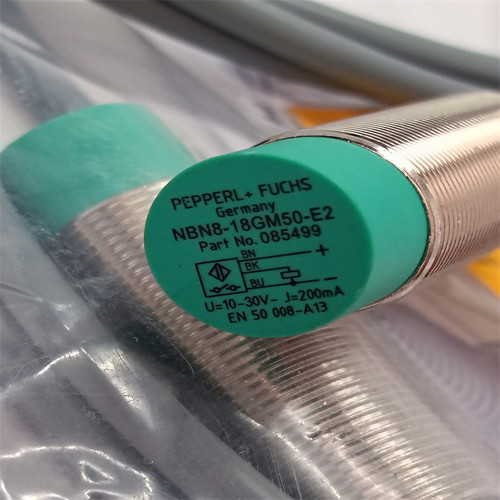 PEPPERL+ FUCHS
Germany
NBN8-18GM50-E2
Part No. 085499
BN +
BK
BU -
U=10-30V- J=200mA
EN 50 008-A13